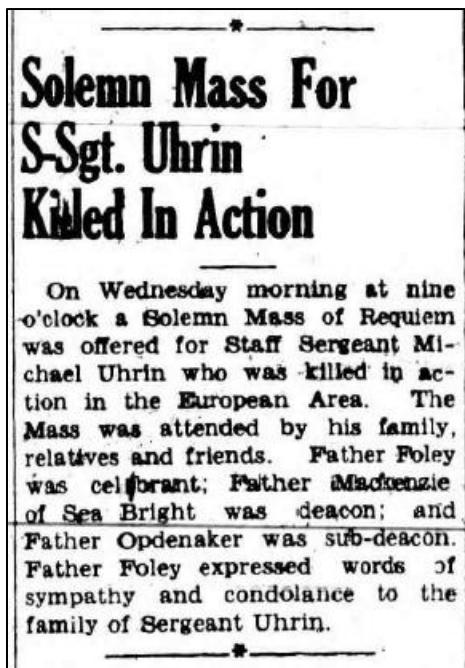 Solemn Mass For
S-Sgt. Uhrin
Killed In Action
On Wednesday morning at nine
o'clock a Solemn Mass of Requiem
was offered for Staff Sergeant Mi-
chael Uhrin who was killed in ac-
tion in the European Area. The
Mass was attended by his family,
relatives and friends. Father Foley
was celebrant; Father Mackenzie
of Sea Bright was deacon; and
Father Opdenaker was sub-deacon.
Father Foley expressed words of
sympathy and condolance to the
family of Sergeant Uhrin.